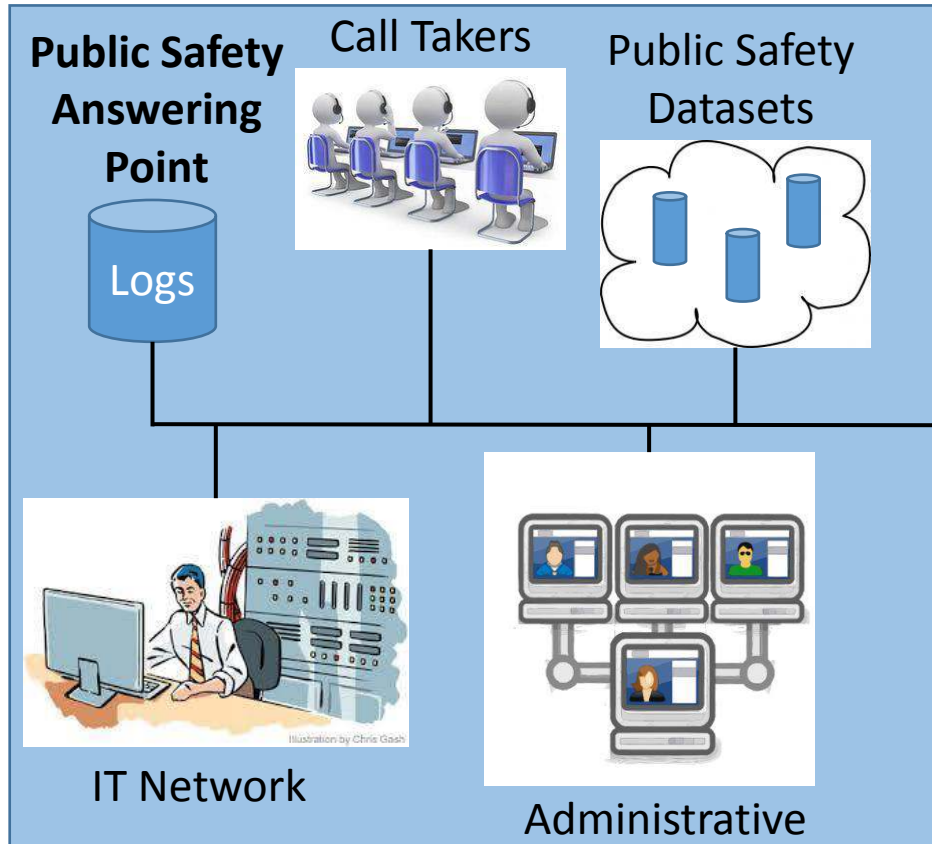 Public Safety
Answering
Point
Call Takers
Public Safety
Datasets
Logs
Illustration by Chris Gash
IT Network
Administrative